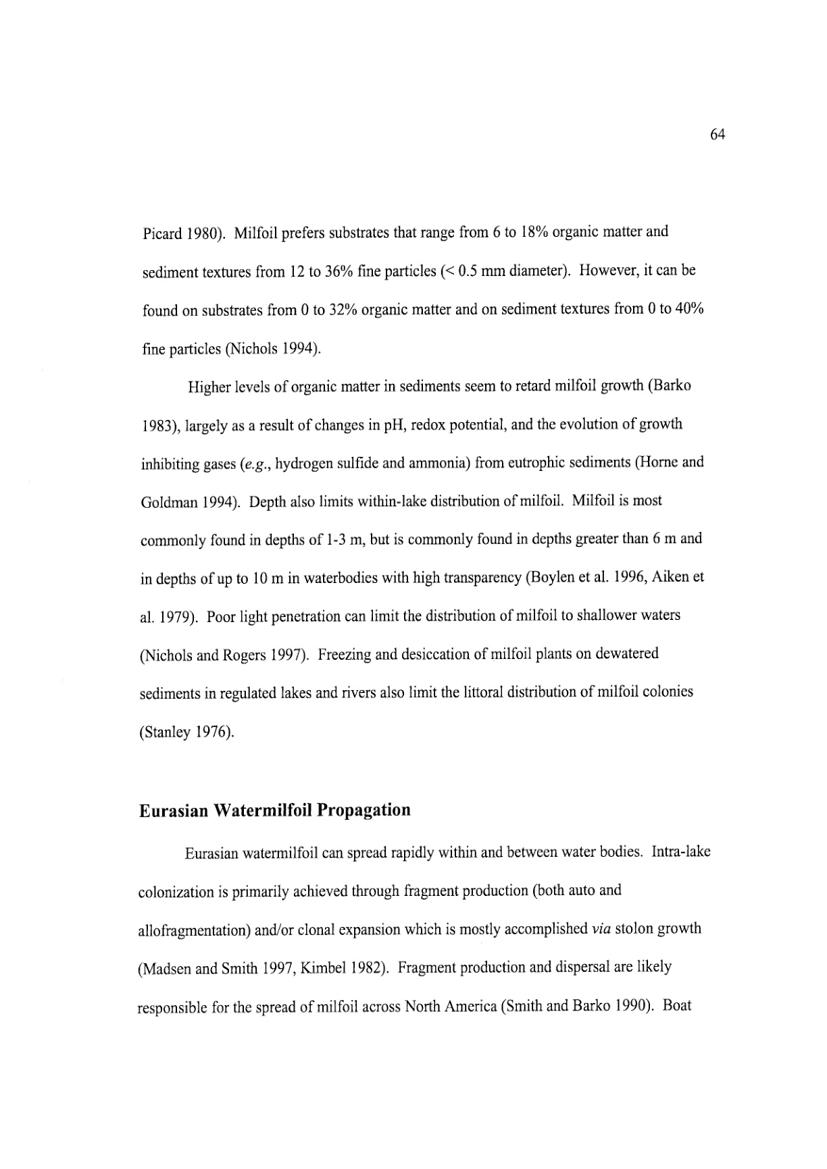 64
Picard 1980). Milfoil prefers substrates that range from 6 to 18% organic matter and
sediment textures from 12 to 36% fine particles (< 0.5 mm diameter). However, it can be
found on substrates from 0 to 32% organic matter and on sediment textures from 0 to 40%
fine particles (Nichols 1994).
Higher levels of organic matter in sediments seem to retard milfoil growth (Barko
1983), largely as a result of changes in pH, redox potential, and the evolution of growth
inhibiting gases (e.g., hydrogen sulfide and ammonia) from eutrophic sediments (Horne and
Goldman 1994). Depth also limits within-lake distribution of milfoil. Milfoil is most
commonly found in depths of 1-3 m, but is commonly found in depths greater than 6 m and
in depths of up to 10 m in waterbodies with high transparency (Boylen et al. 1996, Aiken et
al. 1979). Poor light penetration can limit the distribution of milfoil to shallower waters
(Nichols and Rogers 1997). Freezing and desiccation of milfoil plants on dewatered
sediments in regulated lakes and rivers also limit the littoral distribution of milfoil colonies
(Stanley 1976).
Eurasian Watermilfoil Propagation
Eurasian watermilfoil can spread rapidly within and between water bodies. Intra-lake
colonization is primarily achieved through fragment production (both auto and
allofragmentation) and/or clonal expansion which is mostly accomplished via stolon growth
(Madsen and Smith 1997, Kimbel 1982). Fragment production and dispersal are likely
responsible for the spread of milfoil across North America (Smith and Barko 1990). Boat